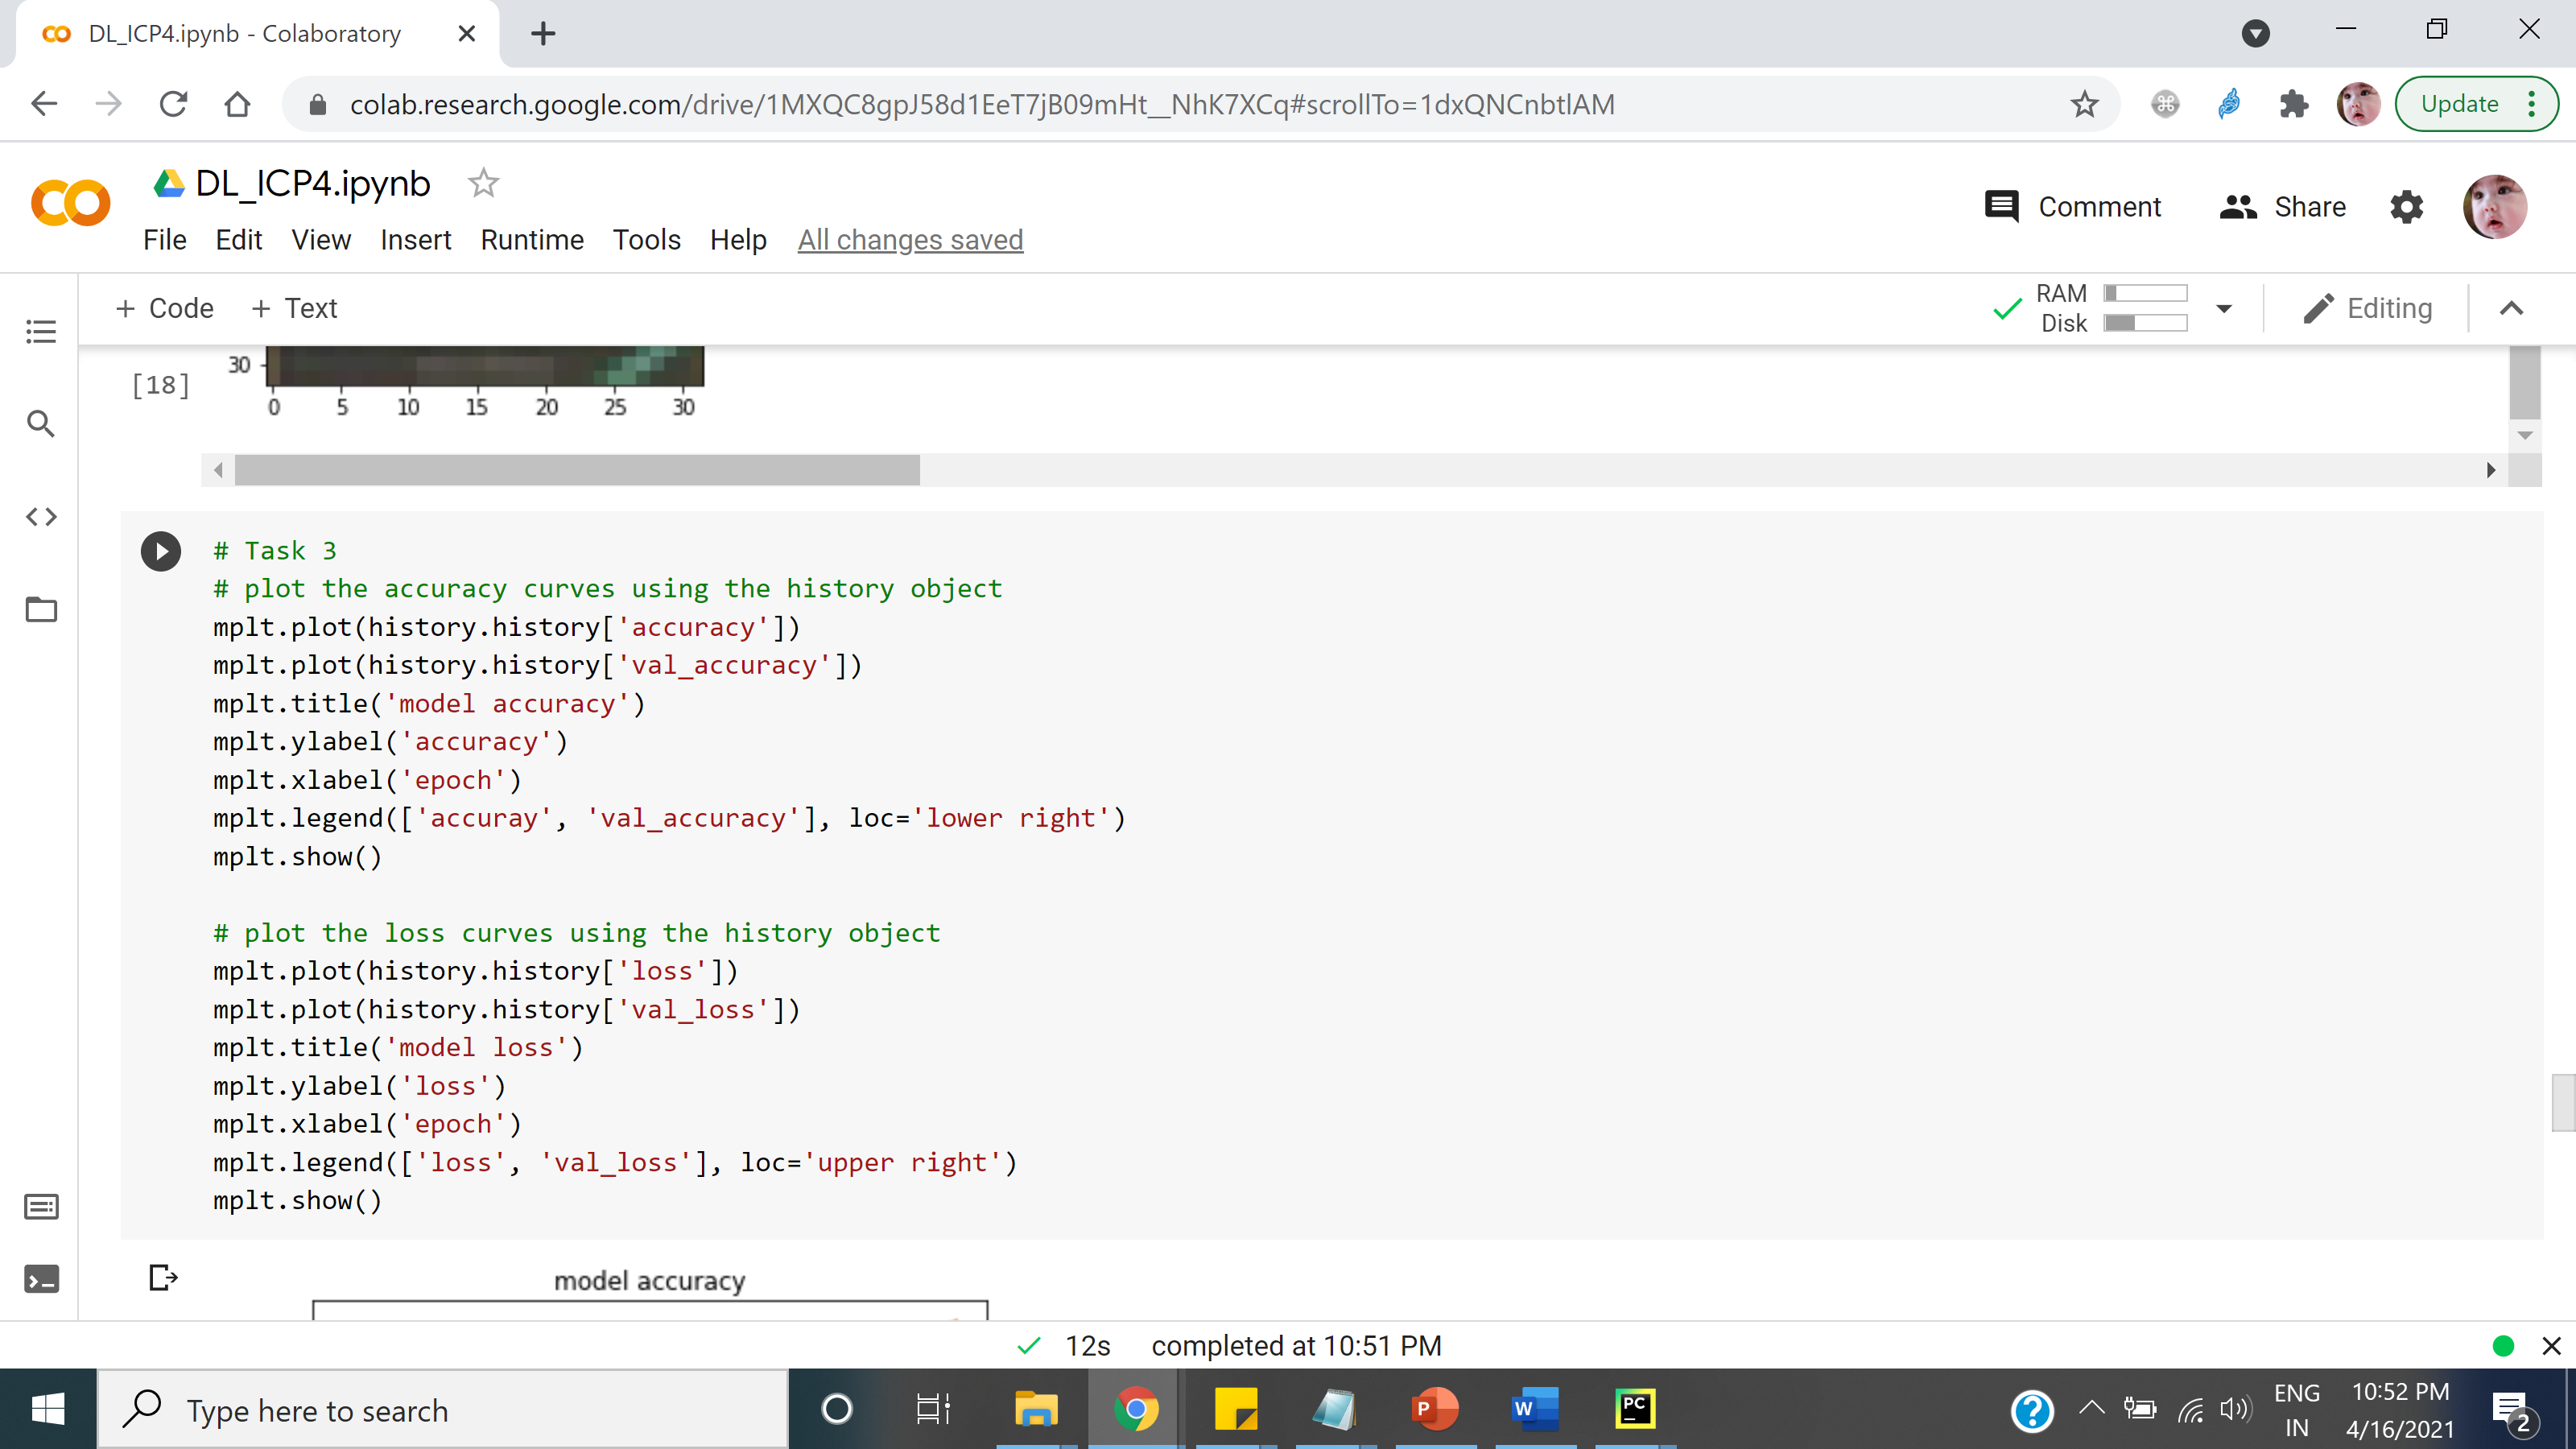 DL_ICP4.ipynb - Colaboratory
colab.research.google.com/drive/1MXQC8gpJ58d1EeT7jB09mHt__NhK7XCq#scrollTo=1dxQNCnbtlAM
Update
DL_ICP4.ipynb
Comment
Share
File Edit View Insert Runtime Tools Help All changes saved
+ Code + Text
RAM
Disk
Editing
[18]
30
0 5 10 15 20 25 30
# Task 3
# plot the accuracy curves using the history object
mplt.plot(history.history['accuracy'])
mplt.plot(history.history['val_accuracy'])
mplt.title('model accuracy')
mplt.ylabel('accuracy')
mplt.xlabel('epoch')
mplt.legend(['accuray', 'val_accuracy'], loc='lower right')
mplt.show()
# plot the loss curves using the history object
mplt.plot(history.history['loss'])
mplt.plot(history.history['val_loss'])
mplt.title('model loss')
mplt.ylabel('loss')
mplt.xlabel('epoch')
mplt.legend(['loss', 'val_loss'], loc='upper right')
mplt.show()
model accuracy
12s completed at 10:51 PM
Type here to search
P
W
PC
ENG
IN
10:52 PM
4/16/2021
2